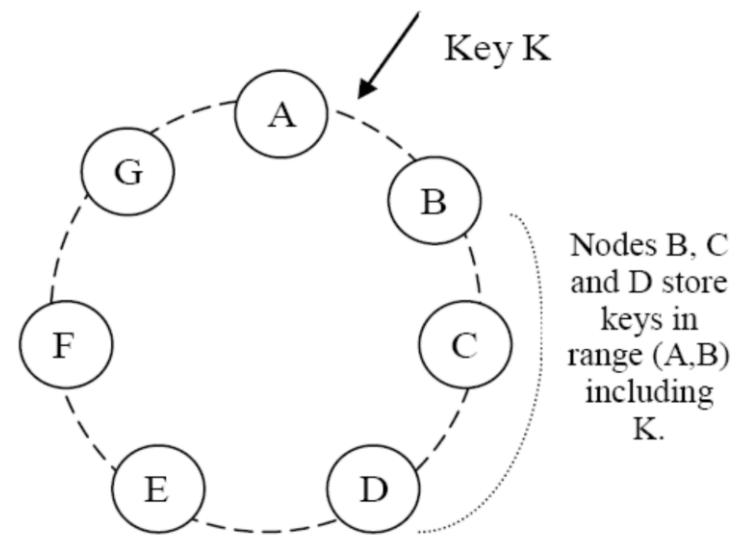 Key K
A
G
B
Nodes B, C
and D store
keys in
range (A,B)
including
K.
F
C
E
D